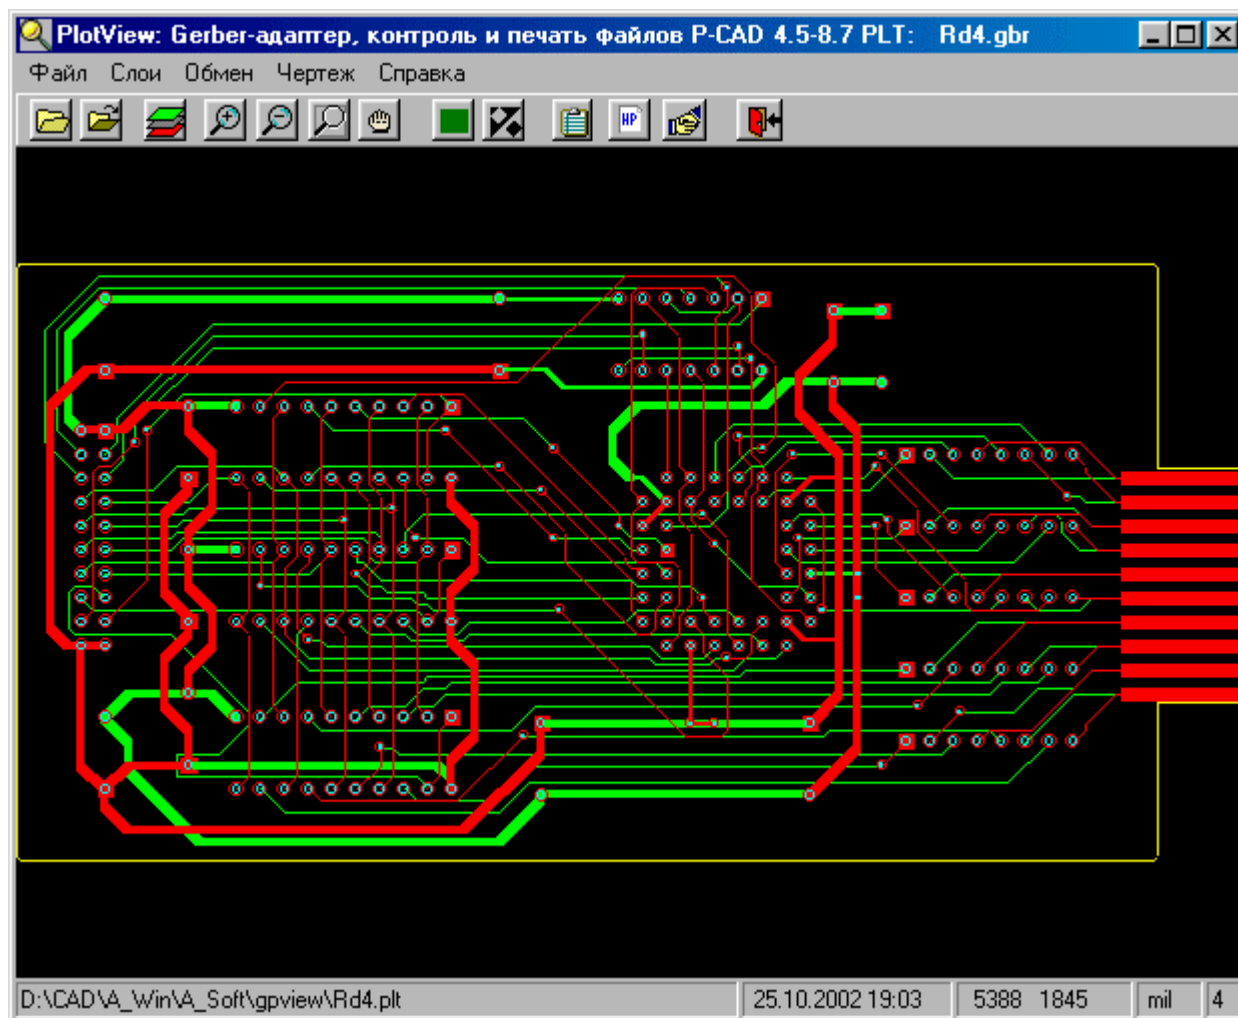 PlotView: Gerber-адаптер, контроль и печать файлов P-CAD 4.5-8.7 PLT: Rd4.gbr
Файл Слои Обмен Чертеж Справка
HP
D:\CAD\A_Win\A_Soft\gpview\Rd4.plt 25.10.2002 19:03 5388 1845 mil 4